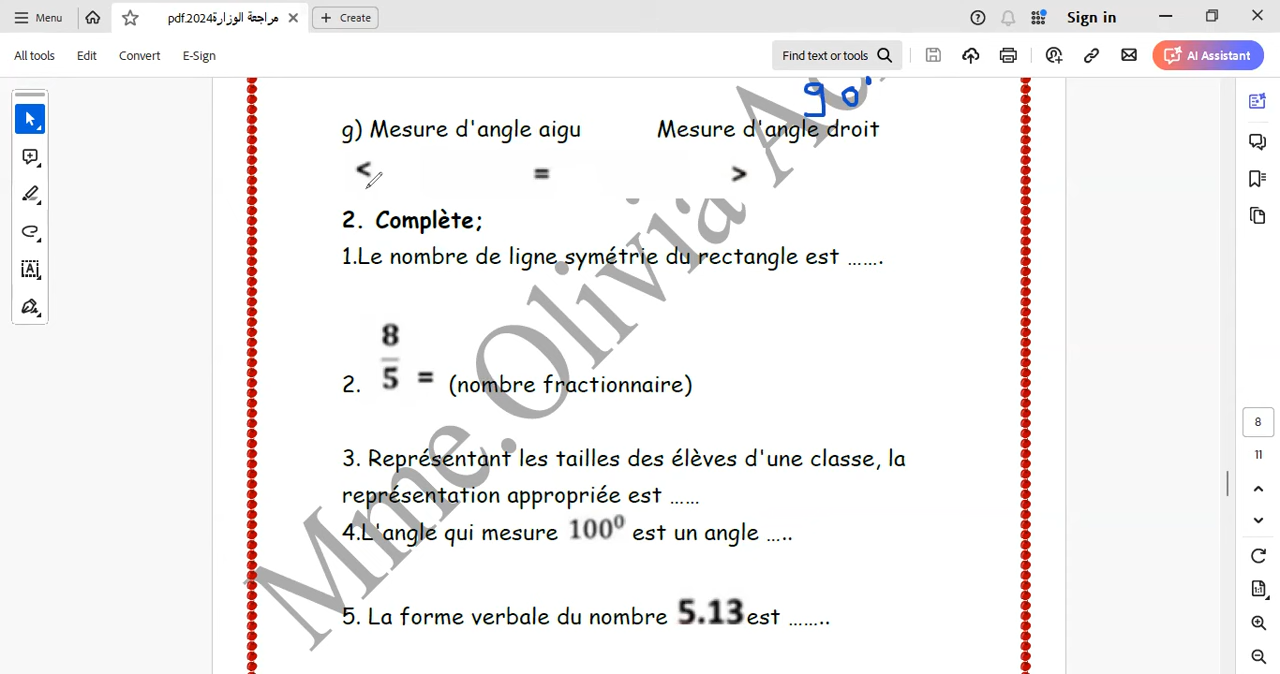 Menu
مراجعة الوزارة2024.pdf
Create
Sign in
All tools
Edit
Convert
E-Sign
Find text or tools
AI Assistant
90°
g) Mesure d'angle aigu Mesure d'angle droit
< = >
2. Complète;
1.Le nombre de ligne symétrie du rectangle est …….
2. 8/5 = (nombre fractionnaire)
3. Représentant les tailles des élèves d'une classe, la
représentation appropriée est ……
4.L'angle qui mesure 100⁰ est un angle …..
5. La forme verbale du nombre 5.13 est ……..
Mme.Olivia
8
11